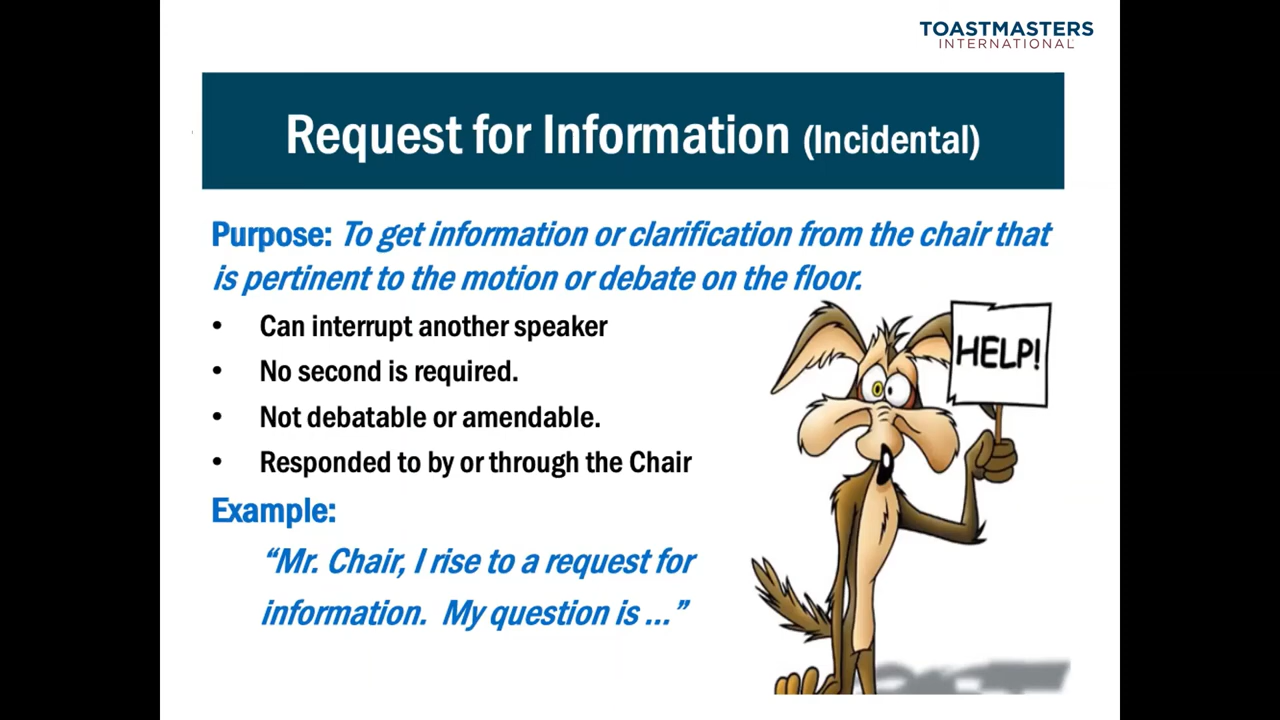 TOASTMASTERS
INTERNATIONAL
Request for Information (Incidental)
Purpose: To get information or clarification from the chair that
is pertinent to the motion or debate on the floor.
• Can interrupt another speaker
• No second is required.
• Not debatable or amendable.
• Responded to by or through the Chair
HELP!
Example:
“Mr. Chair, I rise to a request for
information. My question is ...”